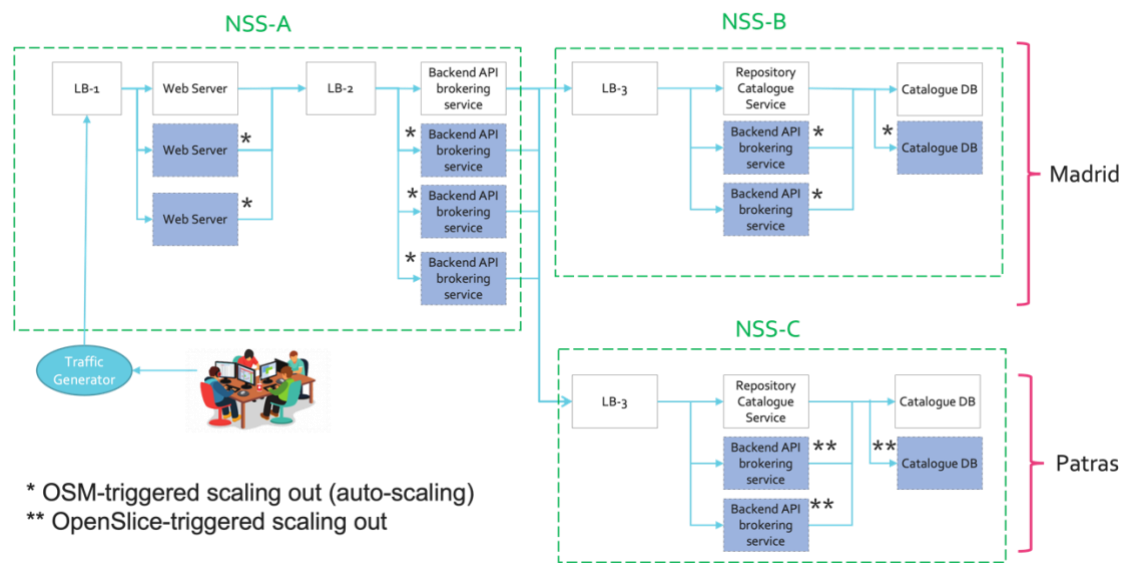 NSS-A
LB-1
Web Server
*
Web Server
*
Web Server
LB-2
Backend API
brokering
service
*
Backend API
brokering
service
*
Backend API
brokering
service
*
Backend API
brokering
service
NSS-B
LB-3
Repository
Catalogue
Service
Backend API
brokering
service
*
Backend API
brokering
service
*
Catalogue DB
*
Catalogue DB
Madrid
Traffic
Generator
NSS-C
LB-3
Repository
Catalogue
Service
Backend API
brokering
service
**
Backend API
brokering
service
**
Catalogue DB
**
Catalogue DB
Patras
* OSM-triggered scaling out (auto-scaling)
** OpenSlice-triggered scaling out